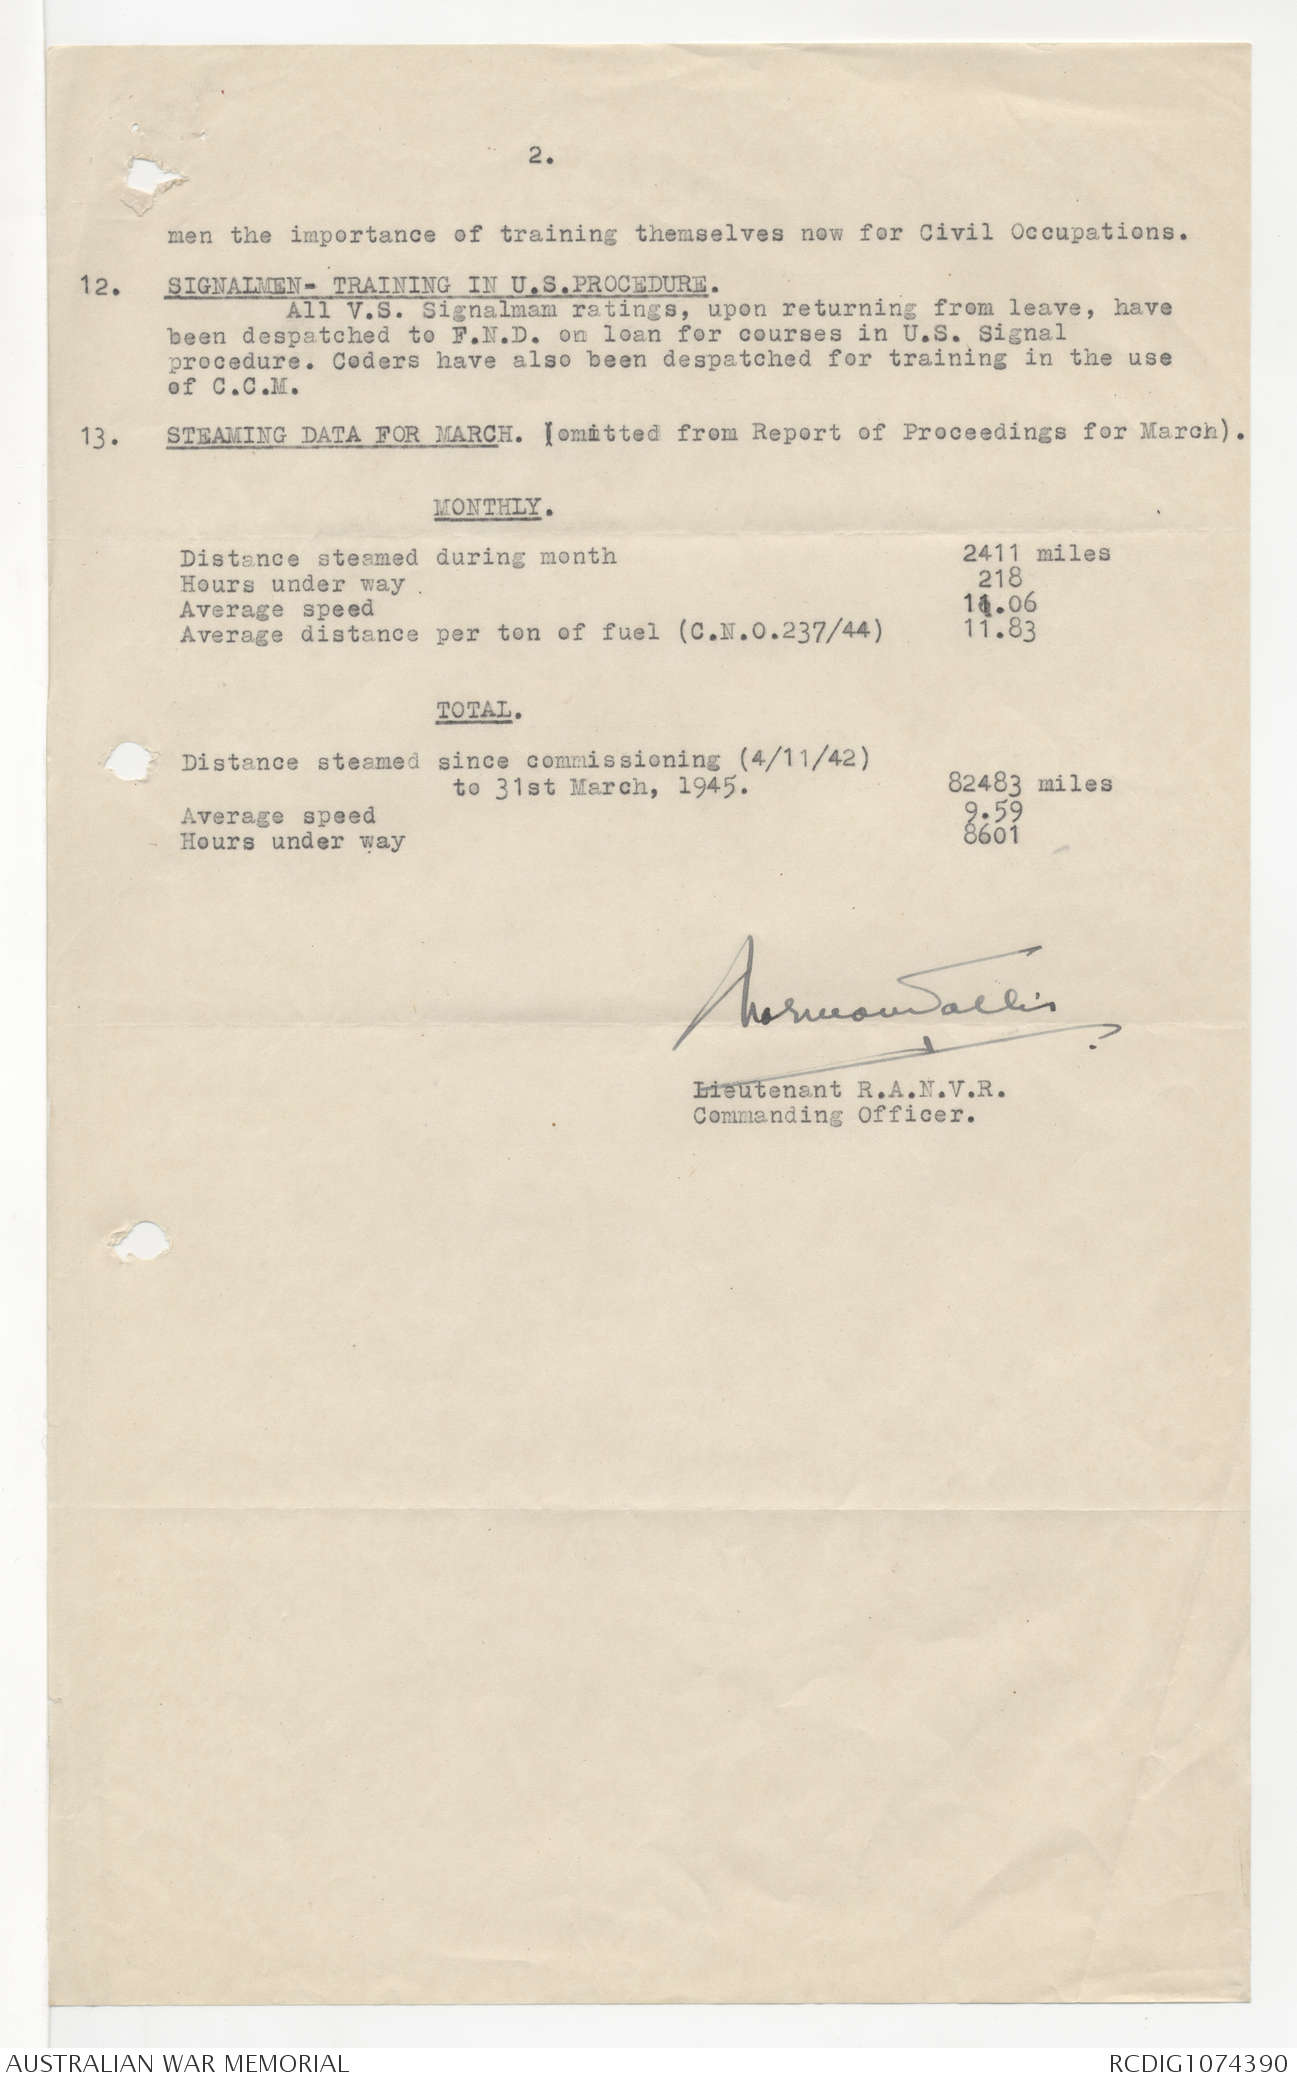 2.
men the importance of training themselves now for Civil Occupations.
12. SIGNALMEN- TRAINING IN U.S.PROCEDURE.
All V.S. Signalmam ratings, upon returning from leave, have
been despatched to F.N.D. on loan for courses in U.S. Signal
procedure. Coders have also been despatched for training in the use
of C.C.M.
13. STEAMING DATA FOR MARCH. (omitted from Report of Proceedings for March).
MONTHLY.
Distance steamed during month 2411 miles
Hours under way 218
Average speed 11.06
Average distance per ton of fuel (C.N.O.237/44) 11.83
TOTAL.
Distance steamed since commissioning (4/11/42)
to 31st March, 1945. 82483 miles
Average speed 9.59
Hours under way 8601
Norman Tallis
Lieutenant R.A.N.V.R.
Commanding Officer.
AUSTRALIAN WAR MEMORIAL RCDIG1074390